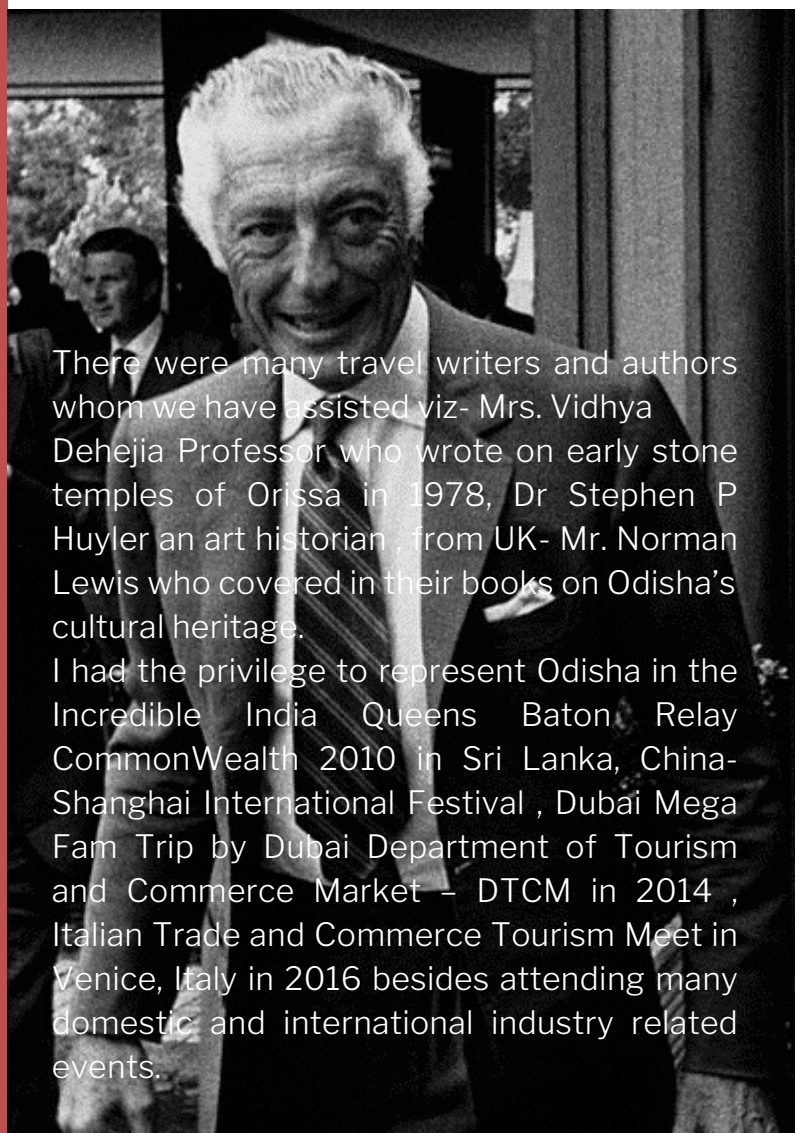 There were many travel writers and authors
whom we have assisted viz- Mrs. Vidhya
Dehejia Professor who wrote on early stone
temples of Orissa in 1978, Dr Stephen P
Huyler an art historian , from UK- Mr. Norman
Lewis who covered in their books on Odisha’s
cultural heritage.
I had the privilege to represent Odisha in the
Incredible India Queens Baton Relay
CommonWealth 2010 in Sri Lanka, China-
Shanghai International Festival , Dubai Mega
Fam Trip by Dubai Department of Tourism
and Commerce Market – DTCM in 2014 ,
Italian Trade and Commerce Tourism Meet in
Venice, Italy in 2016 besides attending many
domestic and international industry related
events.